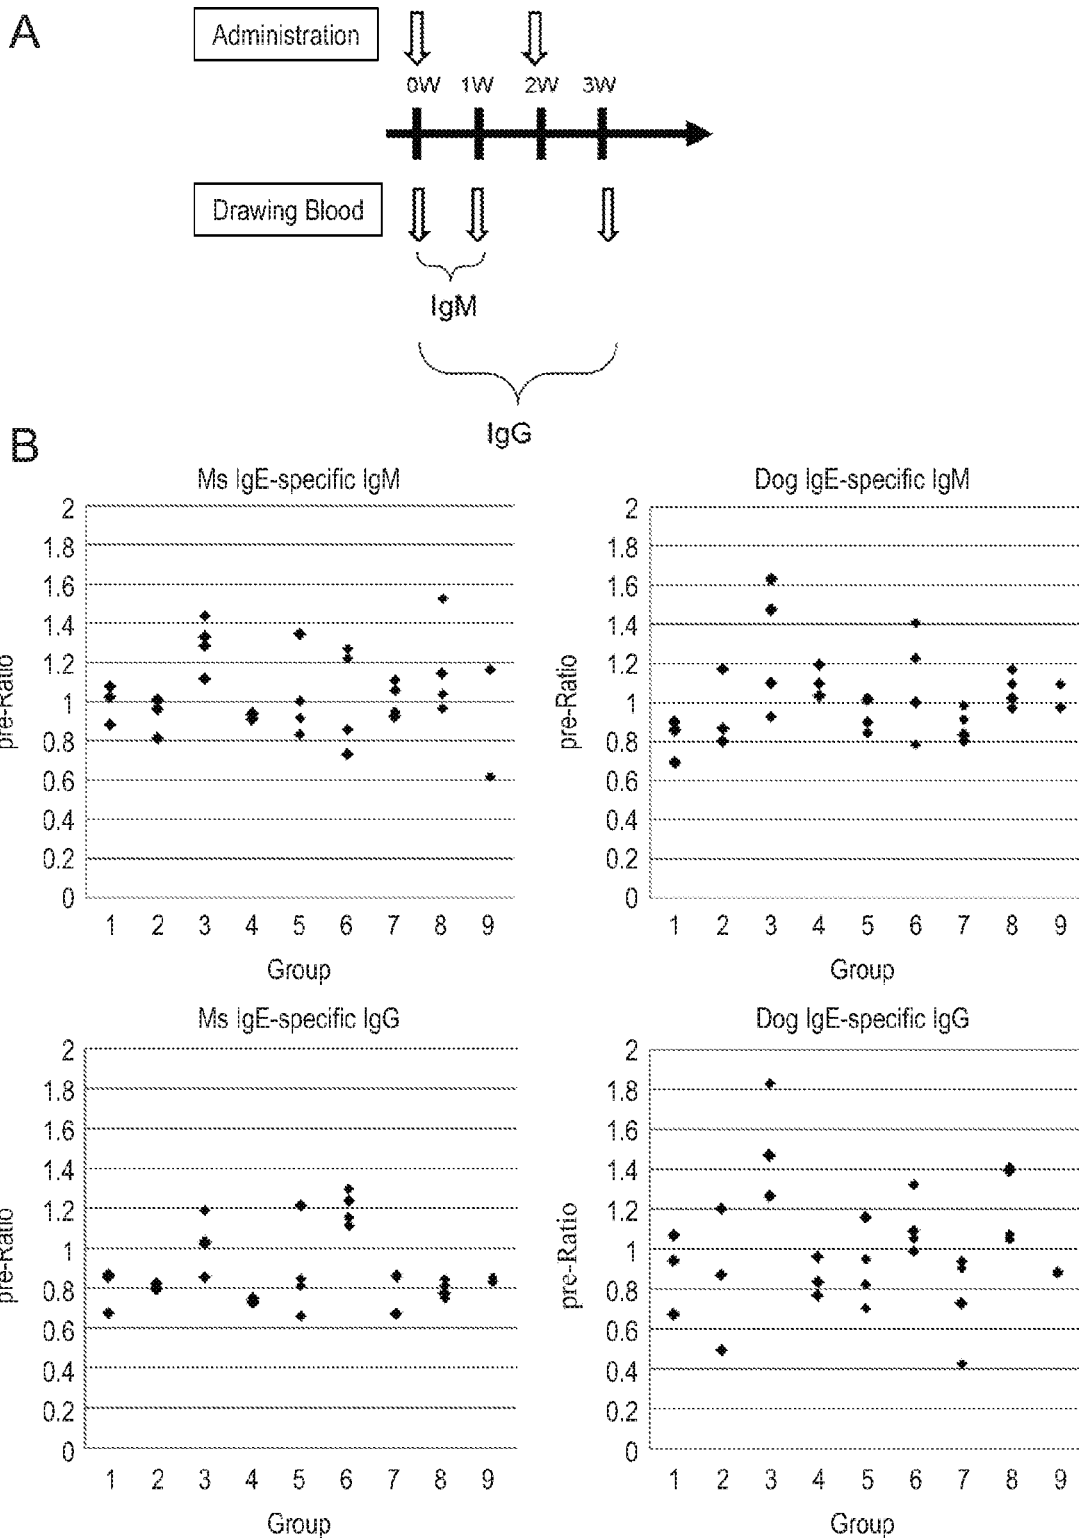 A
Administration
0W 1W 2W 3W
Drawing Blood
IgM
IgG
B
Ms IgE-specific IgM
pre-Ratio
2
1.8
1.6
1.4
1.2
1
0.8
0.6
0.4
0.2
0
1 2 3 4 5 6 7 8 9
Group
Dog IgE-specific IgM
pre-Ratio
2
1.8
1.6
1.4
1.2
1
0.8
0.6
0.4
0.2
0
1 2 3 4 5 6 7 8 9
Group
Ms IgE-specific IgG
pre-Ratio
2
1.8
1.6
1.4
1.2
1
0.8
0.6
0.4
0.2
0
1 2 3 4 5 6 7 8 9
Group
Dog IgE-specific IgG
pre-Ratio
2
1.8
1.6
1.4
1.2
1
0.8
0.6
0.4
0.2
0
1 2 3 4 5 6 7 8 9
Group